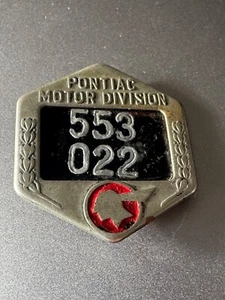 PONTIAC
MOTOR DIVISION
553
022